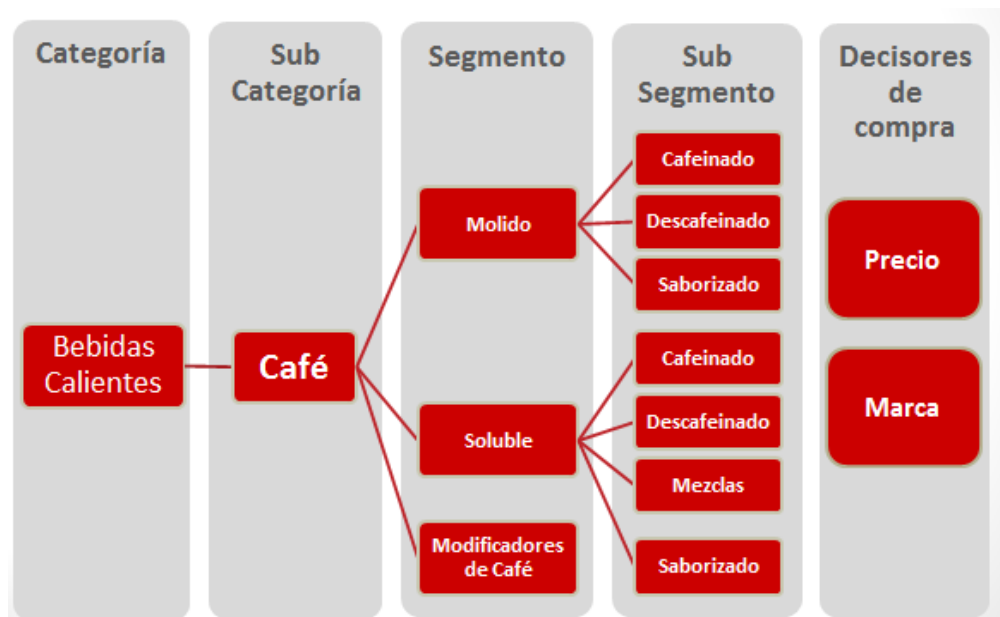 Categoría
Sub
Categoría
Segmento
Sub
Segmento
Decisores
de
compra
Bebidas
Calientes
Café
Molido
Soluble
Modificadores
de Café
Cafeinado
Descafeinado
Saborizado
Cafeinado
Descafeinado
Mezclas
Saborizado
Precio
Marca